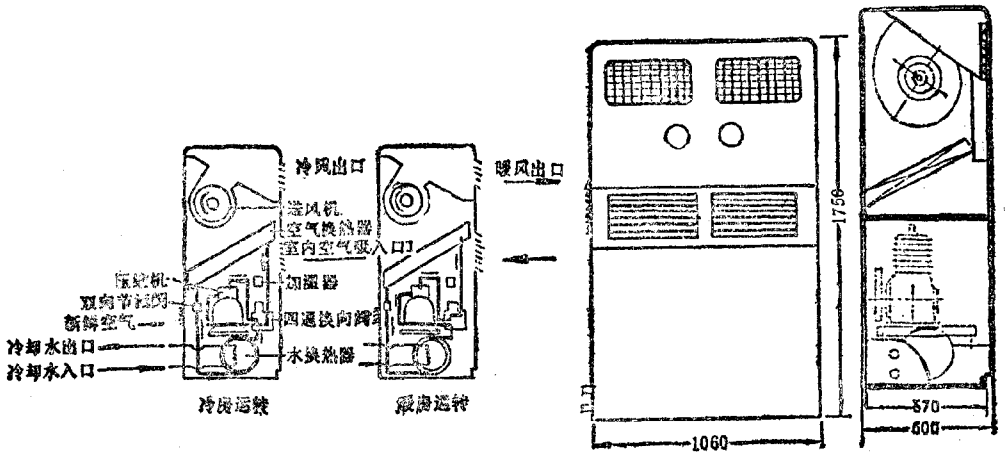 冷风出口
暖风出口
送风机
空气换热器
室内空气吸入口
压缩机
加湿器
双向节流阀
新鲜空气
四通换向阀
冷却水出口
水换热器
冷却水入口
冷房运转
暖房运转
1060
1750
570
600